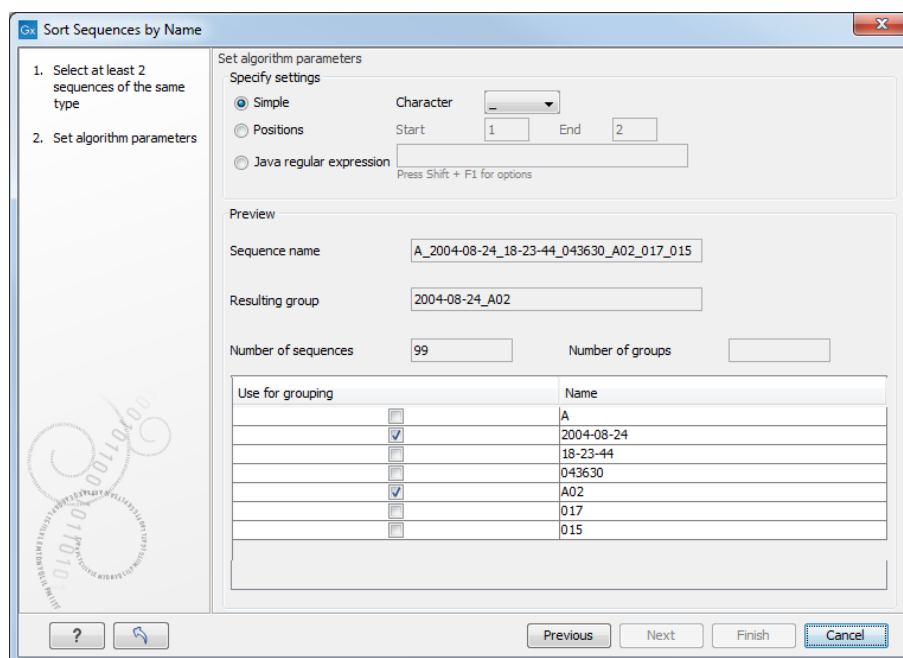 Gx Sort Sequences by Name
1. Select at least 2
sequences of the same
type
2. Set algorithm parameters
Set algorithm parameters
Specify settings
Simple Character _
Positions Start 1 End 2
Java regular expression
Press Shift + F1 for options
Preview
Sequence name A_2004-08-24_18-23-44_043630_A02_017_015
Resulting group 2004-08-24_A02
Number of sequences 99 Number of groups
Use for grouping Name
A
2004-08-24
18-23-44
043630
A02
017
015
? Previous Next Finish Cancel